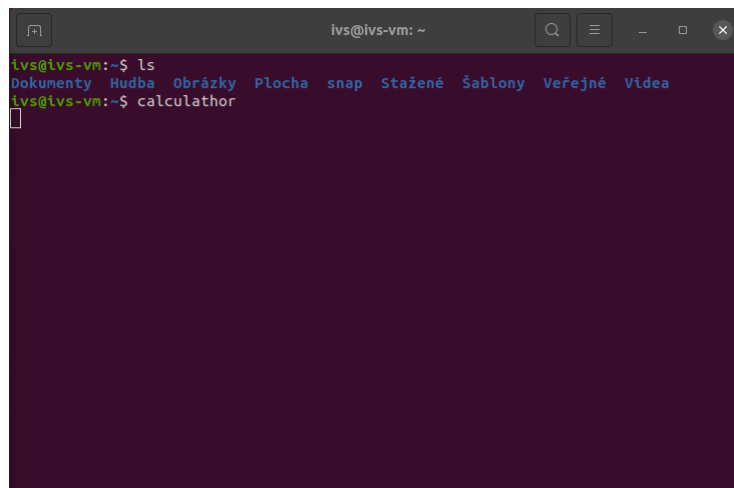 ivs@ivs-vm: ~
ivs@ivs-vm:~$ ls
Dokumenty Hudba Obrázky Plocha snap Stažené Šablony Veřejné Videa
ivs@ivs-vm:~$ calculathor